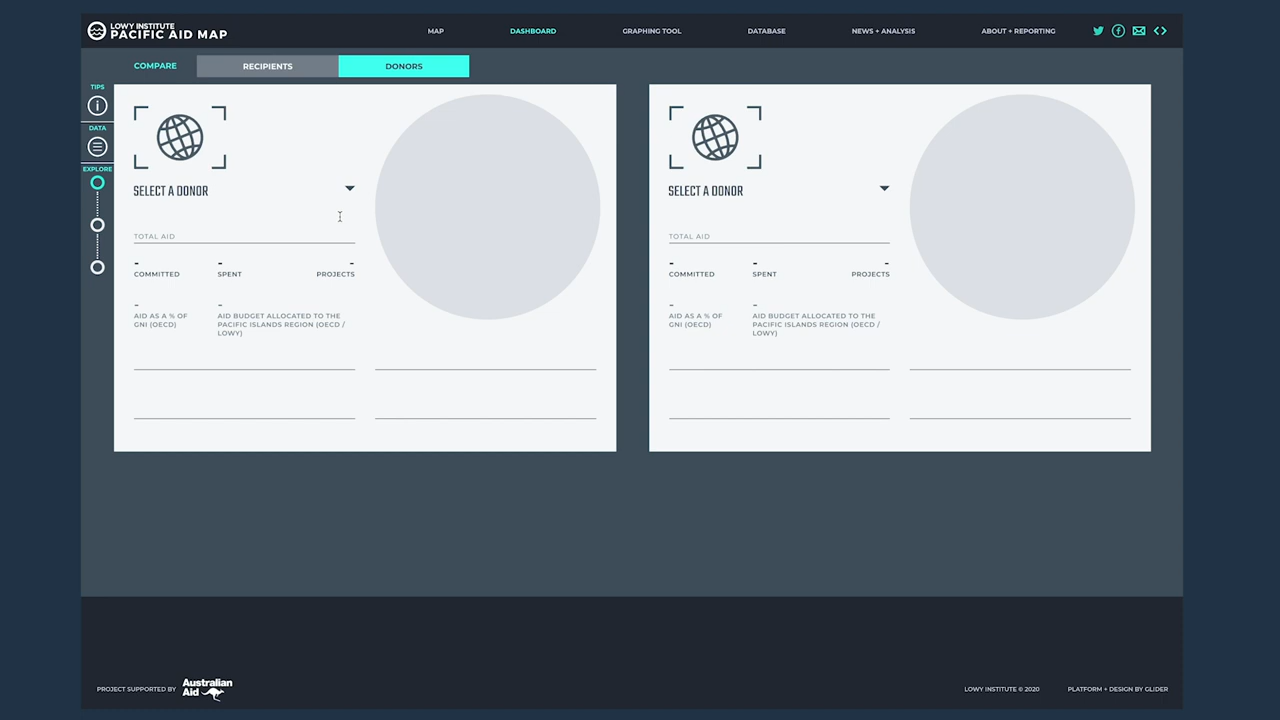 LOWY INSTITUTE
PACIFIC AID MAP
MAP
DASHBOARD
GRAPHING TOOL
DATABASE
NEWS + ANALYSIS
ABOUT + REPORTING
COMPARE
RECIPIENTS
DONORS
TIPS
DATA
EXPLORE
SELECT A DONOR
TOTAL AID
-
COMMITTED
-
SPENT
-
PROJECTS
-
AID AS A % OF
GNI (OECD)
-
AID BUDGET ALLOCATED TO THE
PACIFIC ISLANDS REGION (OECD /
LOWY)
SELECT A DONOR
TOTAL AID
-
COMMITTED
-
SPENT
-
PROJECTS
-
AID AS A % OF
GNI (OECD)
-
AID BUDGET ALLOCATED TO THE
PACIFIC ISLANDS REGION (OECD /
LOWY)
PROJECT SUPPORTED BY
Australian
Aid
LOWY INSTITUTE © 2020
PLATFORM + DESIGN BY GLIDER